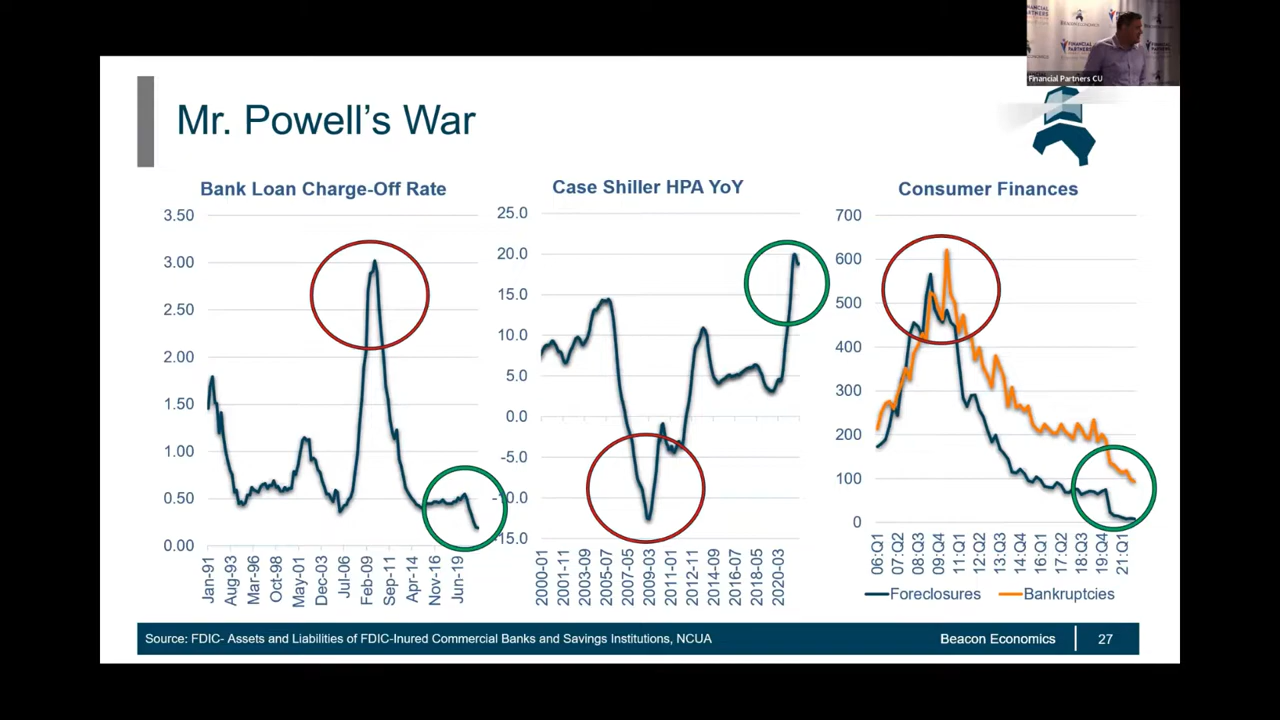 Financial Partners CU
Mr. Powell's War
Bank Loan Charge-Off Rate
3.50
3.00
2.50
2.00
1.50
1.00
0.50
0.00
Jan-91
Aug-93
Mar-96
Oct-98
May-01
Dec-03
Jul-06
Feb-09
Sep-11
Apr-14
Nov-16
Jun-19
Case Shiller HPA YoY
25.0
20.0
15.0
10.0
5.0
0.0
-5.0
-10.0
-15.0
2000-01
2001-11
2003-09
2005-07
2007-05
2009-03
2011-01
2012-11
2014-09
2016-07
2018-05
2020-03
Consumer Finances
700
600
500
400
300
200
100
0
06:Q1
07:Q2
08:Q3
09:Q4
11:Q1
12:Q2
13:Q3
14:Q4
16:Q1
17:Q2
18:Q3
19:Q4
21:Q1
Foreclosures
Bankruptcies
Source: FDIC- Assets and Liabilities of FDIC-Inured Commercial Banks and Savings Institutions, NCUA
Beacon Economics
27